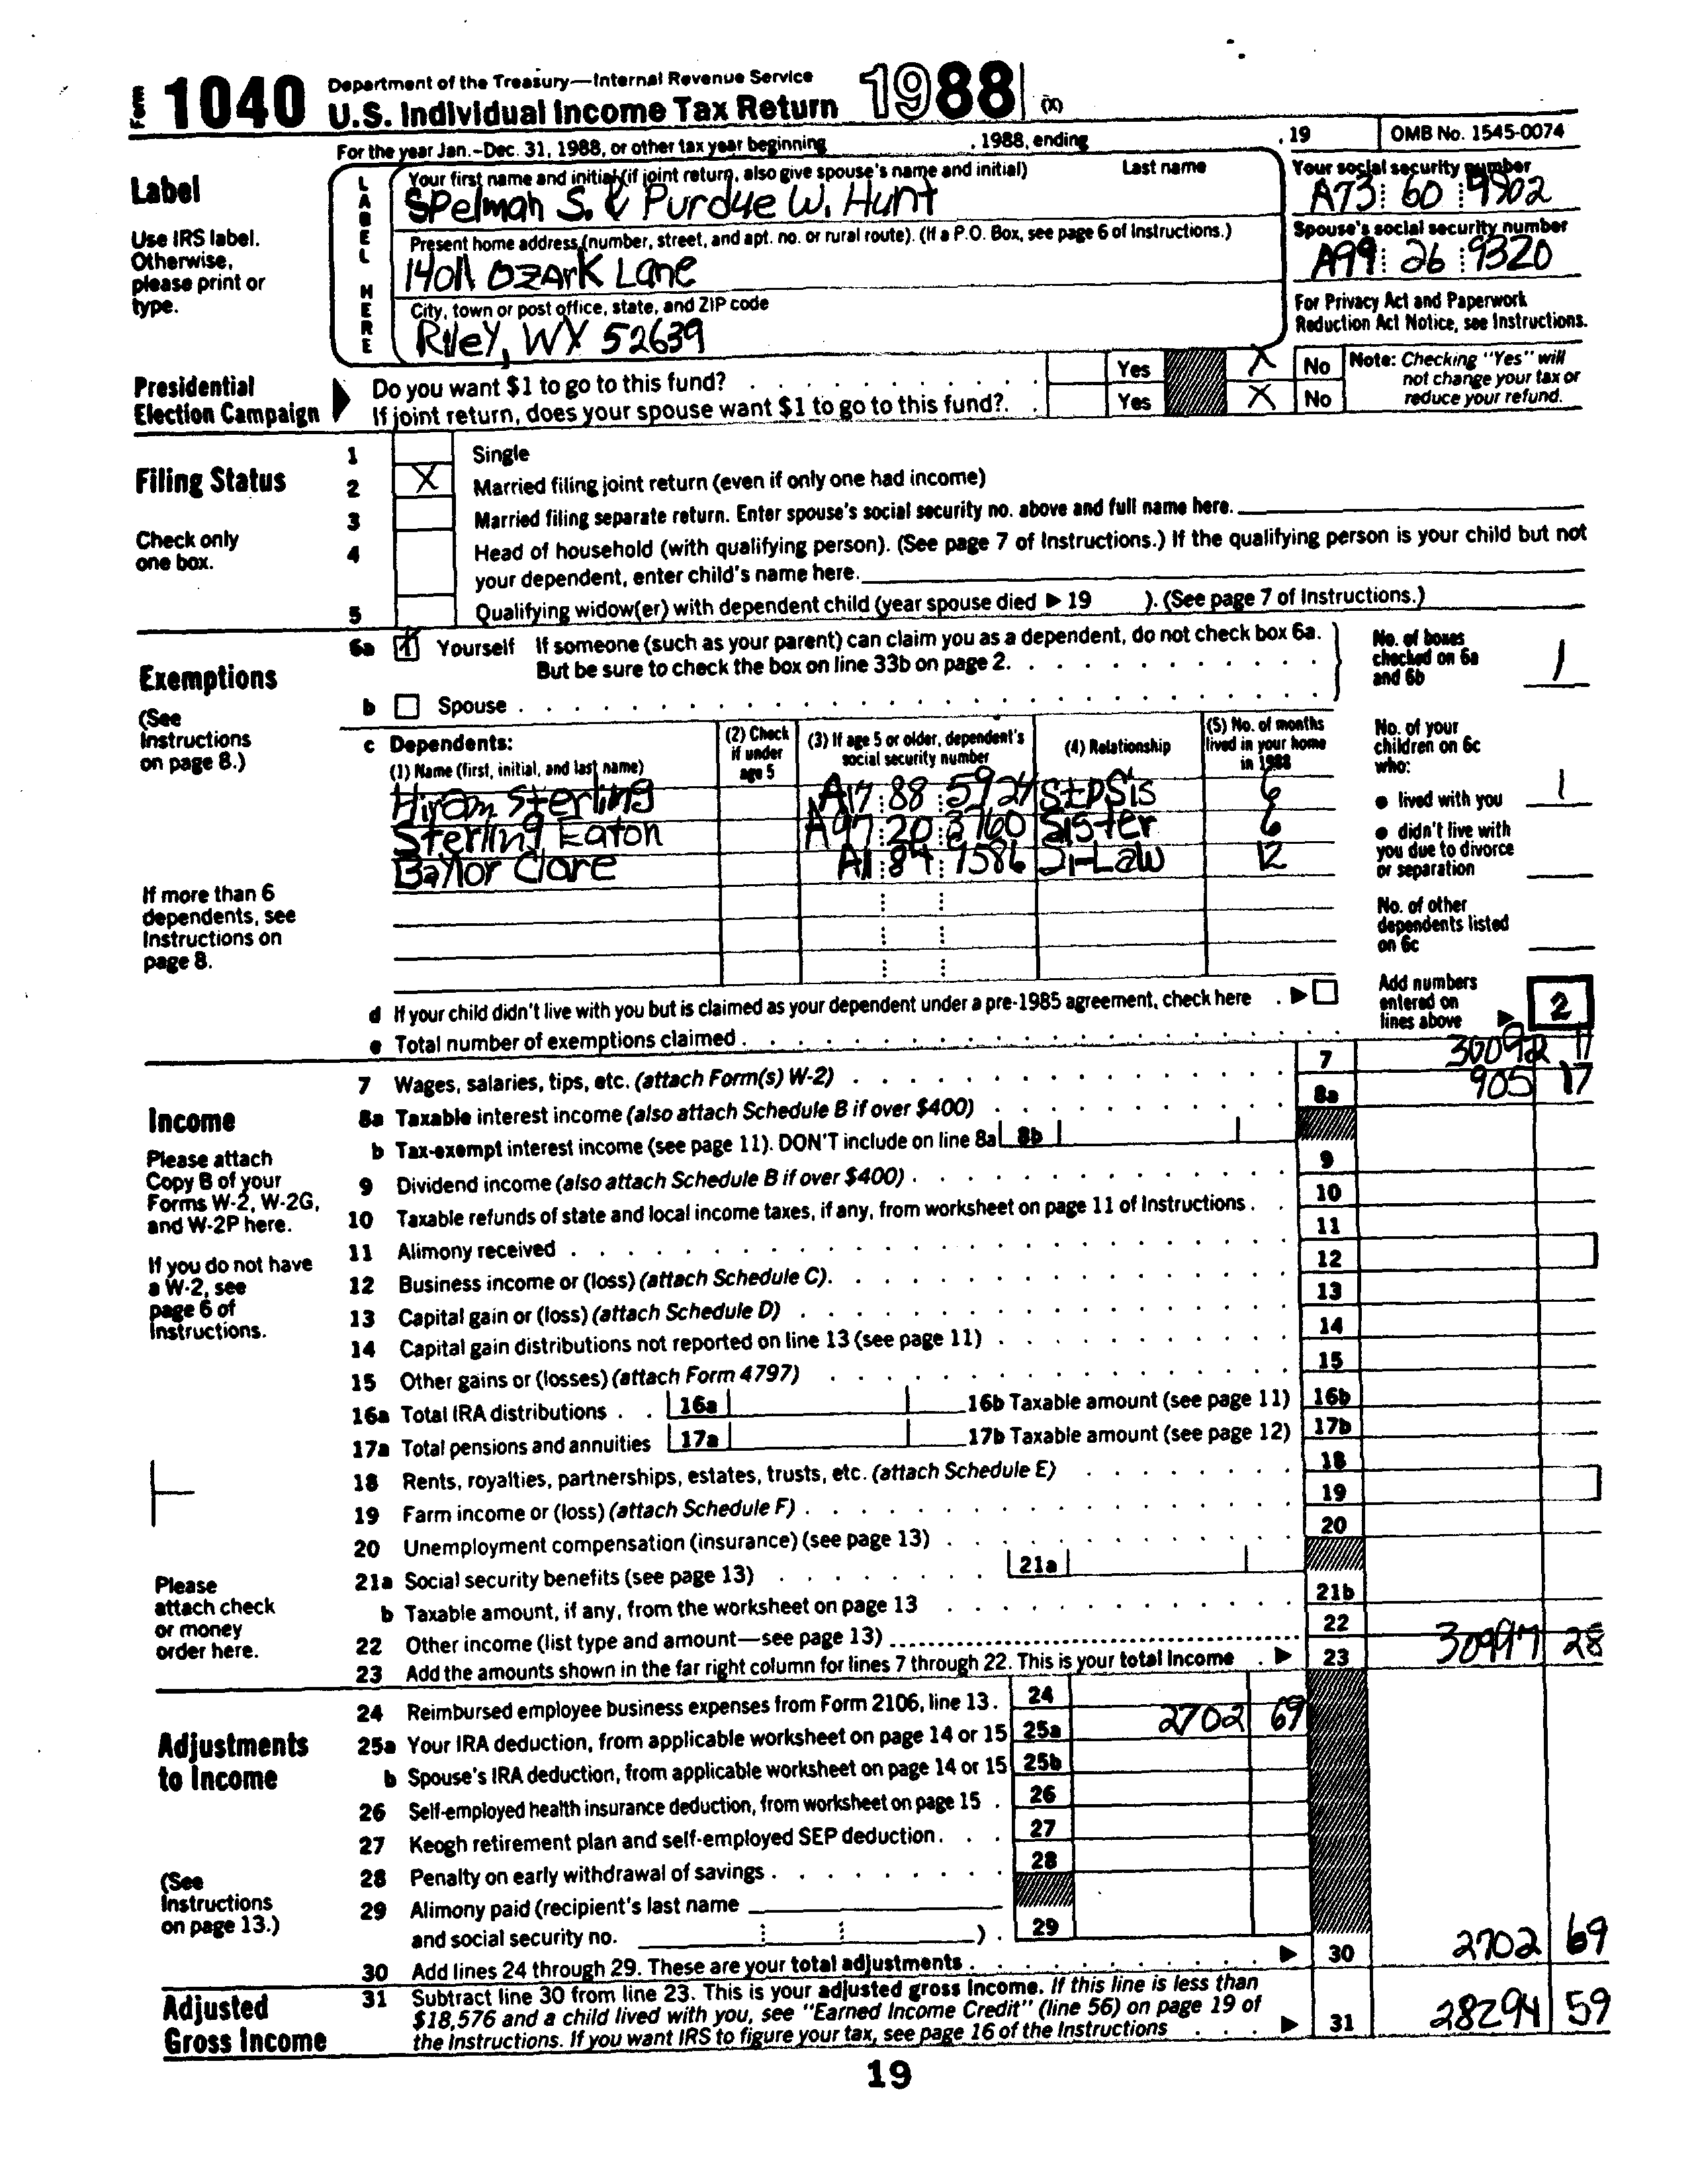 Form 1040 Department of the Treasury—Internal Revenue Service
U.S. Individual Income Tax Return 1988 (X)
For the year Jan.-Dec. 31, 1988, or other tax year beginning , 1988, ending , 19 OMB No. 1545-0074
Label
Use IRS label. Otherwise, please print or type.
LABEL HERE
Your first name and initial (if joint return, also give spouse's name and initial) Last name
Spelman S. & Purdue W. Hunt
Your social security number
A73 60 9802
Present home address (number, street, and apt. no. or rural route). (If a P.O. Box, see page 6 of Instructions.)
Ozark Lane
Spouse's social security number
A99 26 9320
City, town or post office, state, and ZIP code
Riley, WY 52639
For Privacy Act and Paperwork Reduction Act Notice, see Instructions.
Presidential Election Campaign
Do you want $1 to go to this fund? Yes X No
If joint return, does your spouse want $1 to go to this fund? Yes X No
Note: Checking "Yes" will not change your tax or reduce your refund.
Filing Status
Check only one box.
1 Single
2 X Married filing joint return (even if only one had income)
3 Married filing separate return. Enter spouse's social security no. above and full name here.
4 Head of household (with qualifying person). (See page 7 of Instructions.) If the qualifying person is your child but not
your dependent, enter child's name here.
5 Qualifying widow(er) with dependent child (year spouse died ▶ 19 ). (See page 7 of Instructions.)
Exemptions
(See Instructions on page 8.)
6a Yourself If someone (such as your parent) can claim you as a dependent, do not check box 6a.
But be sure to check the box on line 33b on page 2.
b Spouse
No. of boxes checked on 6a and 6b 1
c Dependents:
(1) Name (first, initial, and last name)
(2) Check if under age 5
(3) If age 5 or older, dependent's social security number
(4) Relationship
(5) No. of months lived in your home in 1988
Hiram Sterling A17 88 5924 StpSis 6
Sterling Eaton A97 20 3760 Sister 6
Baylor Clare 84 9586 12
If more than 6 dependents, see Instructions on page 8.
No. of your children on 6c who:
● lived with you 1
● didn't live with you due to divorce or separation
No. of other dependents listed on 6c
d If your child didn't live with you but is claimed as your dependent under a pre-1985 agreement, check here ▶
e Total number of exemptions claimed
Add numbers entered on lines above ▶ 2
Income
Please attach Copy B of your Forms W-2, W-2G, and W-2P here.
If you do not have a W-2, see page 6 of Instructions.
Please attach check or money order here.
7 Wages, salaries, tips, etc. (attach Form(s) W-2) 7 30092 11
8a Taxable interest income (also attach Schedule B if over $400) 8a 905 17
b Tax-exempt interest income (see page 11). DON'T include on line 8a 8b
9 Dividend income (also attach Schedule B if over $400) 9
10 Taxable refunds of state and local income taxes, if any, from worksheet on page 11 of Instructions 10
11 Alimony received 11
12 Business income or (loss) (attach Schedule C) 12
13 Capital gain or (loss) (attach Schedule D) 13
14 Capital gain distributions not reported on line 13 (see page 11) 14
15 Other gains or (losses) (attach Form 4797) 15
16a Total IRA distributions 16a 16b Taxable amount (see page 11) 16b
17a Total pensions and annuities 17a 17b Taxable amount (see page 12) 17b
18 Rents, royalties, partnerships, estates, trusts, etc. (attach Schedule E) 18
19 Farm income or (loss) (attach Schedule F) 19
20 Unemployment compensation (insurance) (see page 13) 20
21a Social security benefits (see page 13) 21a
b Taxable amount, if any, from the worksheet on page 13 21b
22 Other income (list type and amount—see page 13) 22
23 Add the amounts shown in the far right column for lines 7 through 22. This is your total income ▶ 23 30997 28
Adjustments to Income
(See Instructions on page 13.)
24 Reimbursed employee business expenses from Form 2106, line 13. 24
25a Your IRA deduction, from applicable worksheet on page 14 or 15 25a 2702 69
b Spouse's IRA deduction, from applicable worksheet on page 14 or 15 25b
26 Self-employed health insurance deduction, from worksheet on page 15 26
27 Keogh retirement plan and self-employed SEP deduction 27
28 Penalty on early withdrawal of savings 28
29 Alimony paid (recipient's last name
and social security no. ) 29
30 Add lines 24 through 29. These are your total adjustments ▶ 30 2702 69
Adjusted Gross Income
31 Subtract line 30 from line 23. This is your adjusted gross income. If this line is less than
$18,576 and a child lived with you, see "Earned Income Credit" (line 56) on page 19 of
the Instructions. If you want IRS to figure your tax, see page 16 of the Instructions ▶ 31 28294 59
19